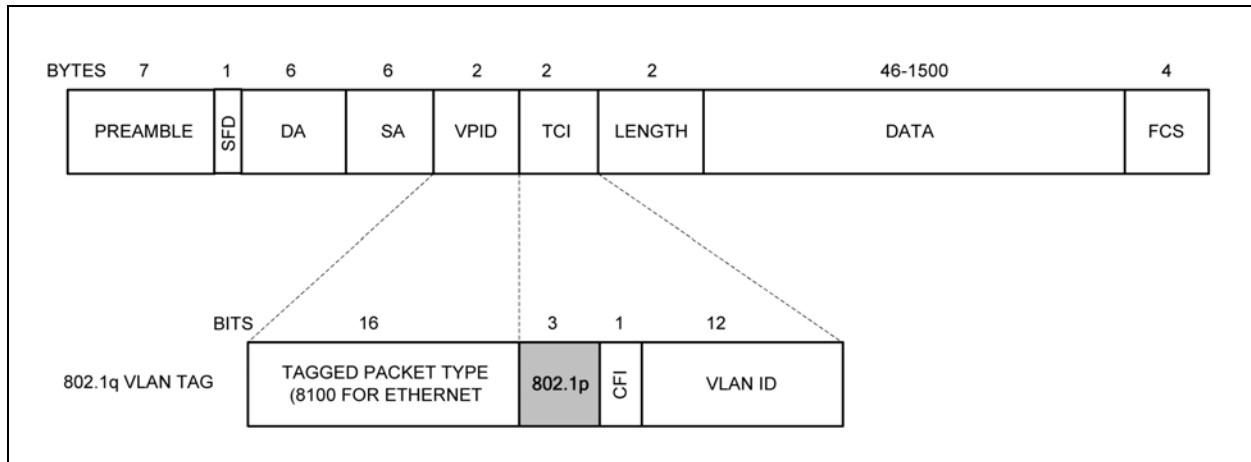 BYTES 7 1 6 6 2 2 2 46-1500 4
PREAMBLE SFD DA SA VPID TCI LENGTH DATA FCS
BITS 16 3 1 12
802.1q VLAN TAG TAGGED PACKET TYPE 802.1p CFI VLAN ID
(8100 FOR ETHERNET